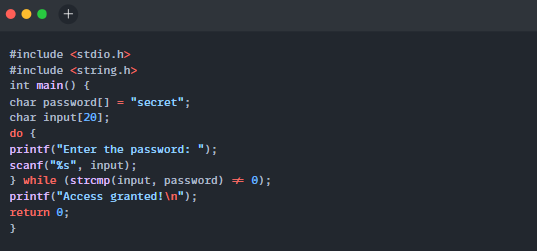 #include <stdio.h>
#include <string.h>
int main() {
char password[] = "secret";
char input[20];
do {
printf("Enter the password: ");
scanf("%s", input);
} while (strcmp(input, password) ≠ 0);
printf("Access granted!\n");
return 0;
}